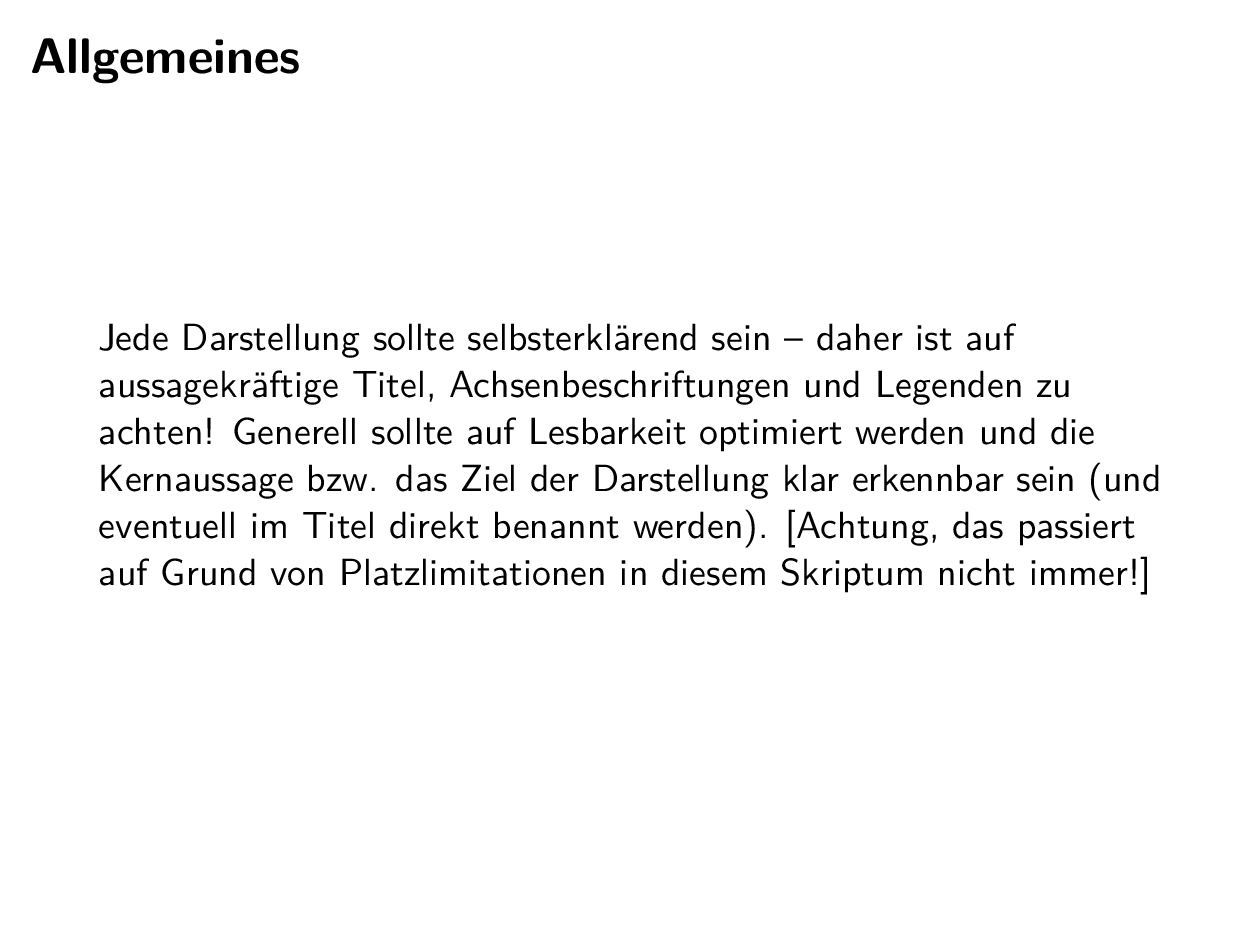 Allgemeines
Jede Darstellung sollte selbsterklärend sein – daher ist auf
aussagekräftige Titel, Achsenbeschriftungen und Legenden zu
achten! Generell sollte auf Lesbarkeit optimiert werden und die
Kernaussage bzw. das Ziel der Darstellung klar erkennbar sein (und
eventuell im Titel direkt benannt werden). [Achtung, das passiert
auf Grund von Platzlimitationen in diesem Skriptum nicht immer!]